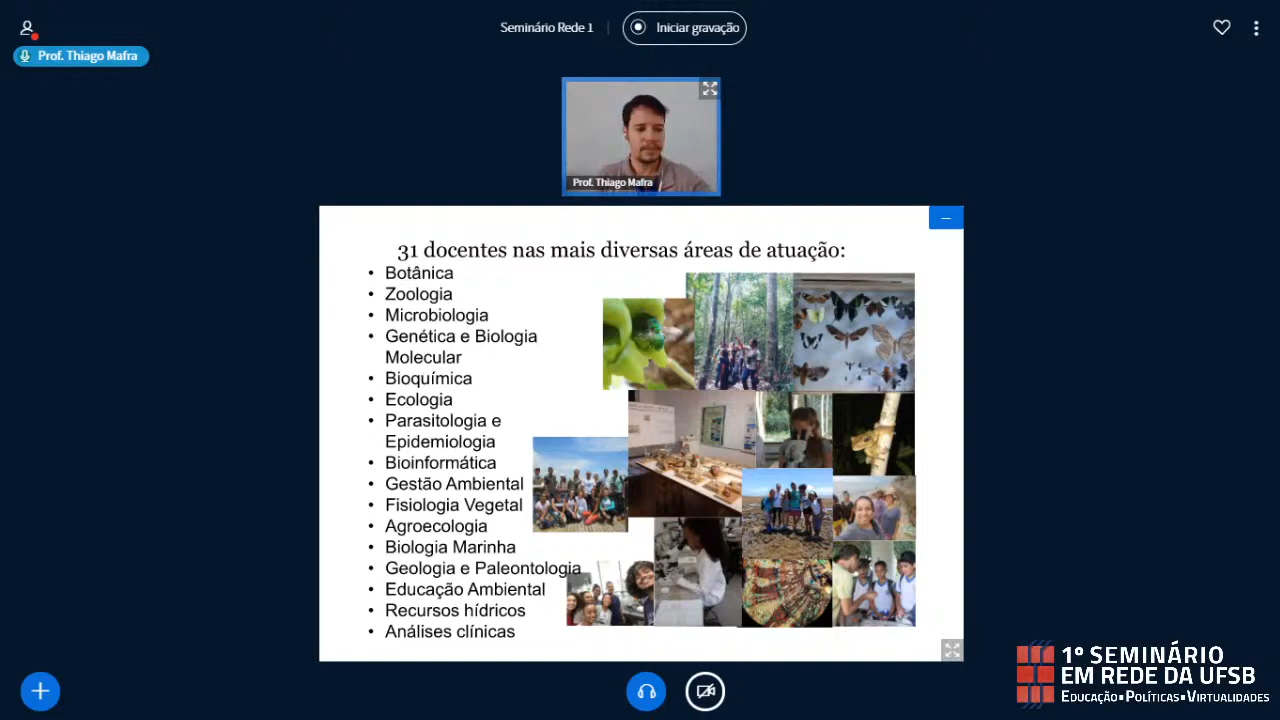 Seminário Rede 1
Iniciar gravação
Prof. Thiago Mafra
Prof. Thiago Mafra
31 docentes nas mais diversas áreas de atuação:
• Botânica
• Zoologia
• Microbiologia
• Genética e Biologia
Molecular
• Bioquímica
• Ecologia
• Parasitologia e
Epidemiologia
• Bioinformática
• Gestão Ambiental
• Fisiologia Vegetal
• Agroecologia
• Biologia Marinha
• Geologia e Paleontologia
• Educação Ambiental
• Recursos hídricos
• Análises clínicas
1º SEMINÁRIO
EM REDE DA UFSB
EDUCAÇÃO▪POLÍTICAS▪VIRTUALIDADES